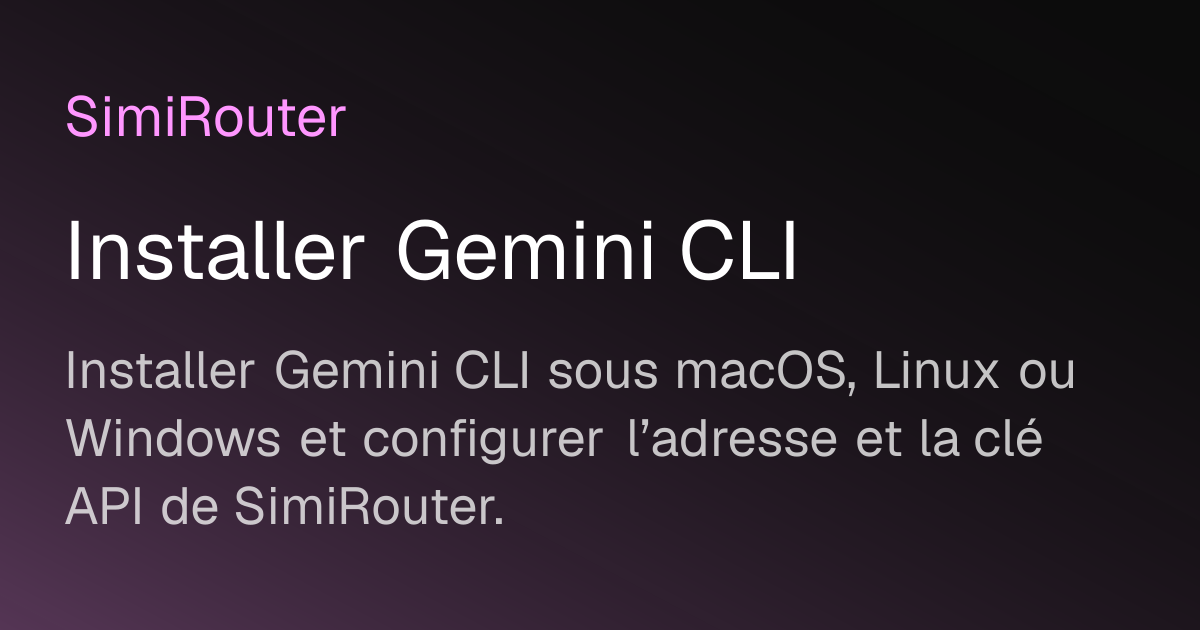 SimiRouter
Installer Gemini CLI
Installer Gemini CLI sous macOS, Linux ou
Windows et configurer l’adresse et la clé
API de SimiRouter.